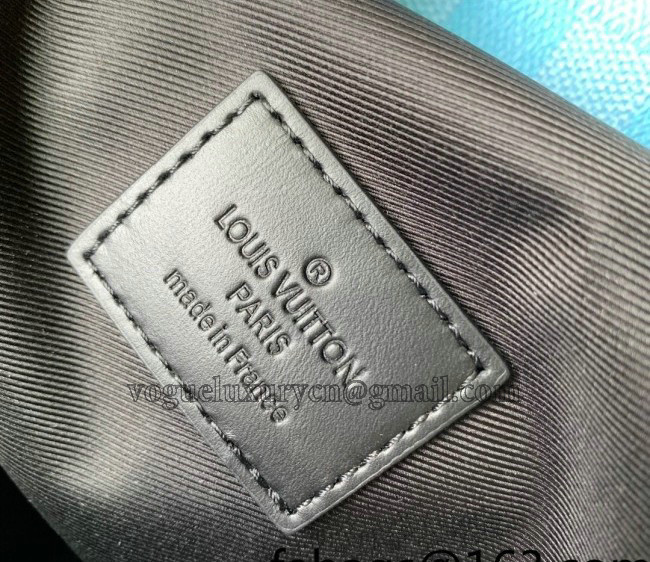 ®
LOUIS VUITTON
PARIS
made in France
vogueluxurycn@gmail.com